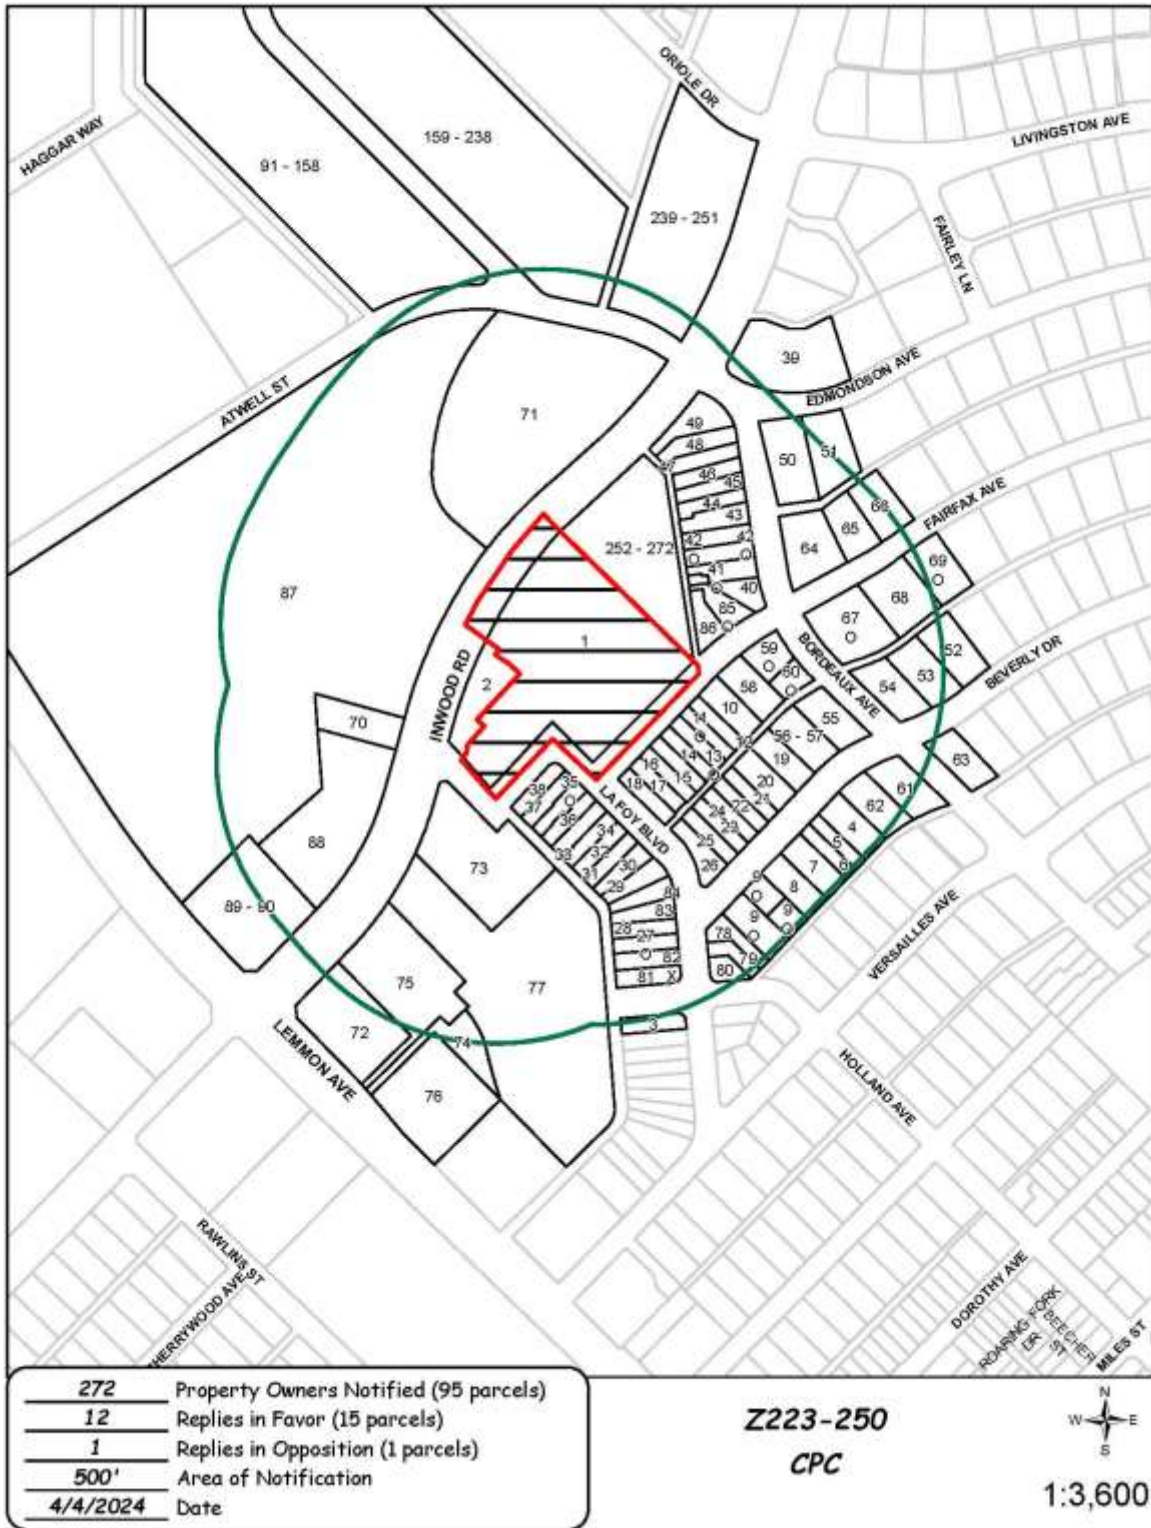 ORIOLE DR
LIVINGSTON AVE
HAGGAR WAY
159 - 238
91 - 158
239 - 251
FAIRLEY LN
39
EDMONDSON AVE
ATWELL ST
71
49
48
47
46
45
44
43
42
42
41
40
50
51
66
65
64
FAIRFAX AVE
252 - 272
87
85
86
69
68
67
1
2
INWOOD RD
59
60
BORDEAUX AVE
52
53
54
BEVERLY DR
58
10
11
12
55
56 - 57
70
14
13
19
63
16
15
18
17
20
21
22
24
23
25
26
61
62
4
5
6
7
8
9
9
9
38
35
37
36
LA FOY BLVD
34
33
32
31
30
29
88
73
84
83
28
27
82
81
X
78
79
80
VERSAILLES AVE
89 - 90
75
77
72
74
3
76
LEMMON AVE
HOLLAND AVE
RAWLINS ST
HERRYWOOD AVE
DOROTHY AVE
ROARING FORK
DR
BEECHER
ST
MILES ST
272 Property Owners Notified (95 parcels)
12 Replies in Favor (15 parcels)
1 Replies in Opposition (1 parcels)
500' Area of Notification
4/4/2024 Date
Z223-250
CPC
N
W E
S
1:3,600